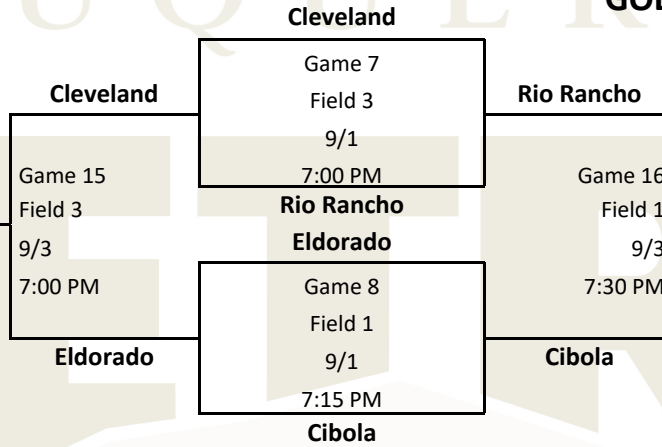 UQUER
GOL
Cleveland
Game 7
Cleveland
Field 3
Rio Rancho
9/1
Game 15
7:00 PM
Game 16
Field 3
Rio Rancho
Field 1
9/3
Eldorado
9/3
7:00 PM
Game 8
7:30 PM
Field 1
Eldorado
9/1
Cibola
7:15 PM
Cibola